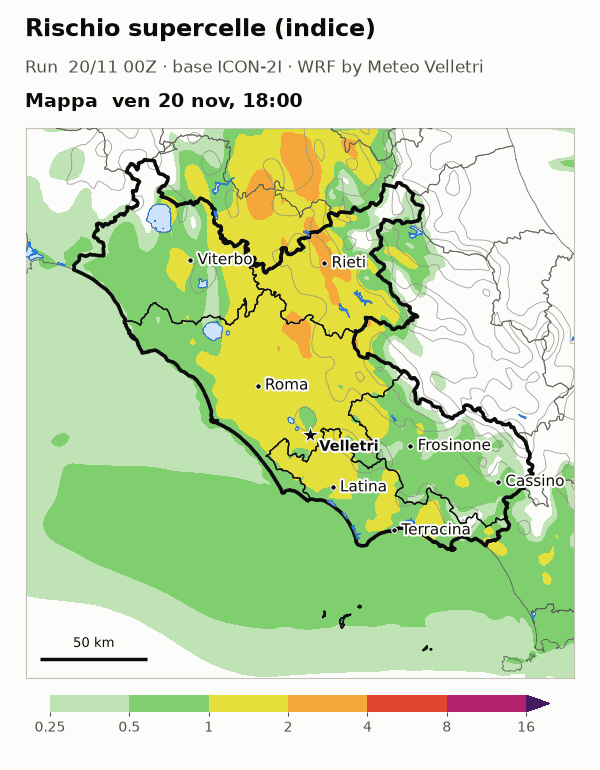 Rischio supercelle (indice)
Run  20/11 00Z · base ICON-2I · WRF by Meteo Velletri
Mappa  ven 20 nov, 18:00
Viterbo
Rieti
Roma
Velletri
Frosinone
Latina
Cassino
Terracina
50 km
0.25 0.5 1 2 4 8 16